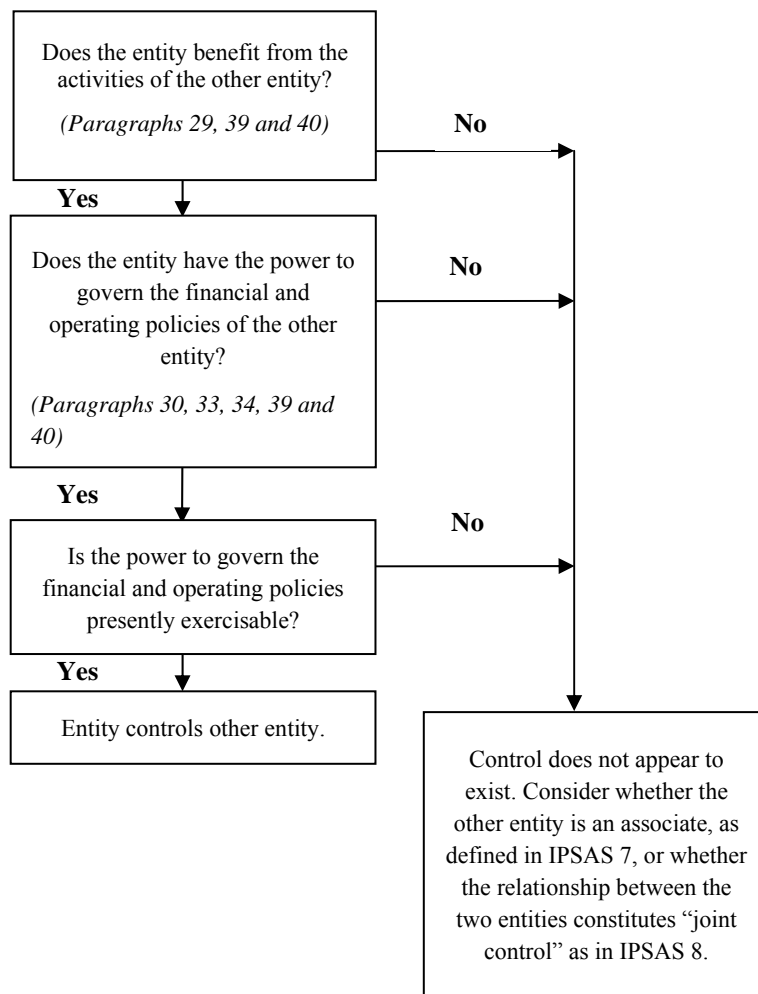 Does the entity benefit from the
activities of the other entity?
(Paragraphs 29, 39 and 40)
No
Yes
Does the entity have the power to
govern the financial and
operating policies of the other
entity?
(Paragraphs 30, 33, 34, 39 and
40)
No
Yes
Is the power to govern the
financial and operating policies
presently exercisable?
No
Yes
Entity controls other entity.
Control does not appear to
exist. Consider whether the
other entity is an associate, as
defined in IPSAS 7, or whether
the relationship between the
two entities constitutes “joint
control” as in IPSAS 8.